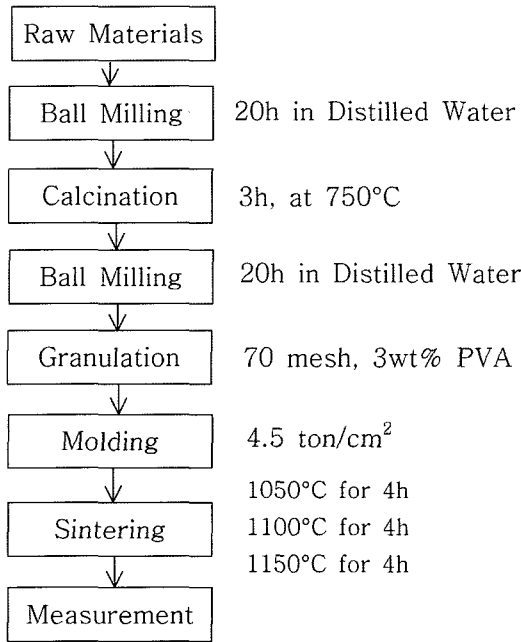 Raw Materials
Ball Milling 20h in Distilled Water
Calcination 3h, at 750°C
Ball Milling 20h in Distilled Water
Granulation 70 mesh, 3wt% PVA
Molding 4.5 ton/cm²
1050°C for 4h
Sintering 1100°C for 4h
1150°C for 4h
Measurement